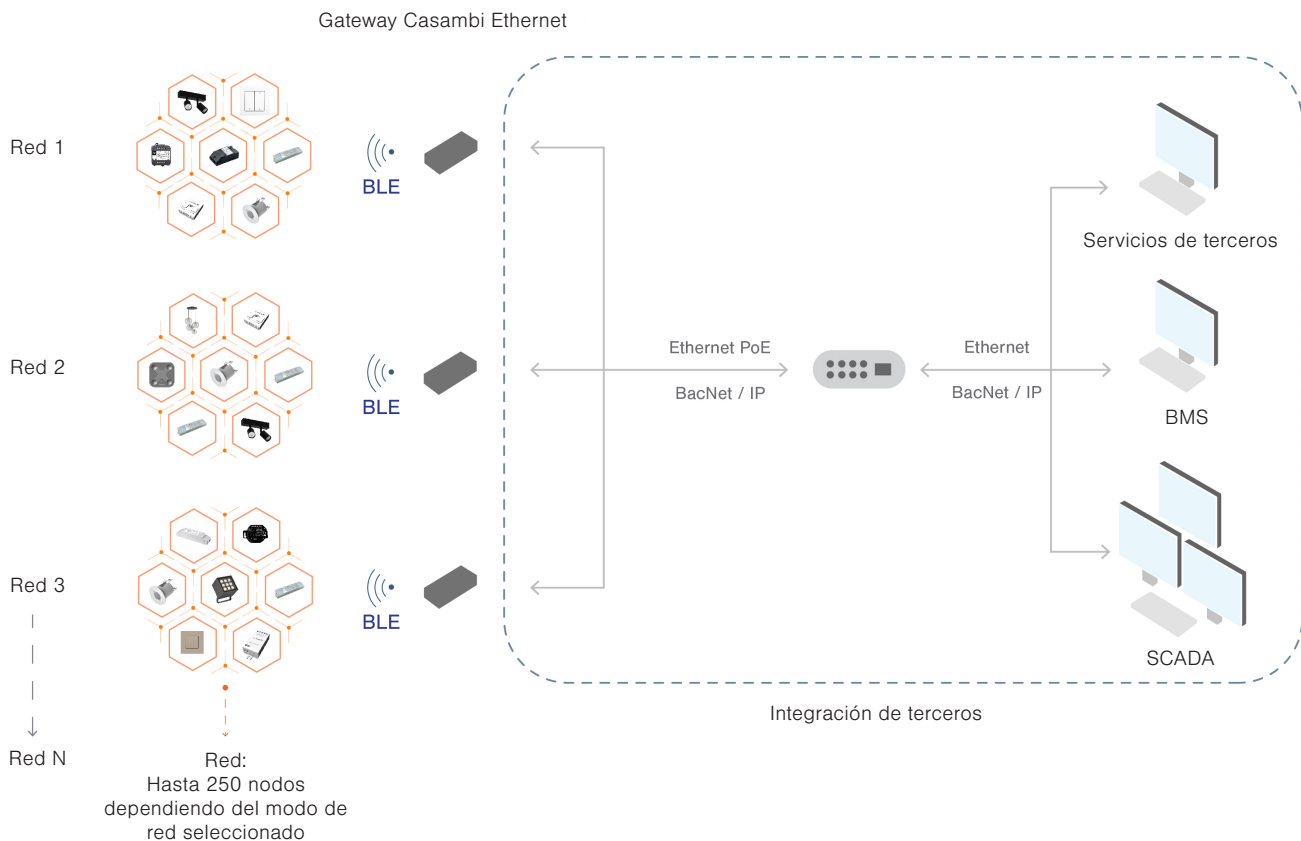 Gateway Casambi Ethernet
Red 1
BLE
Servicios de terceros
Red 2
BLE
Ethernet PoE
BacNet / IP
Ethernet
BacNet / IP
BMS
Red 3
BLE
SCADA
Integración de terceros
Red N
Red:
Hasta 250 nodos
dependiendo del modo de
red seleccionado